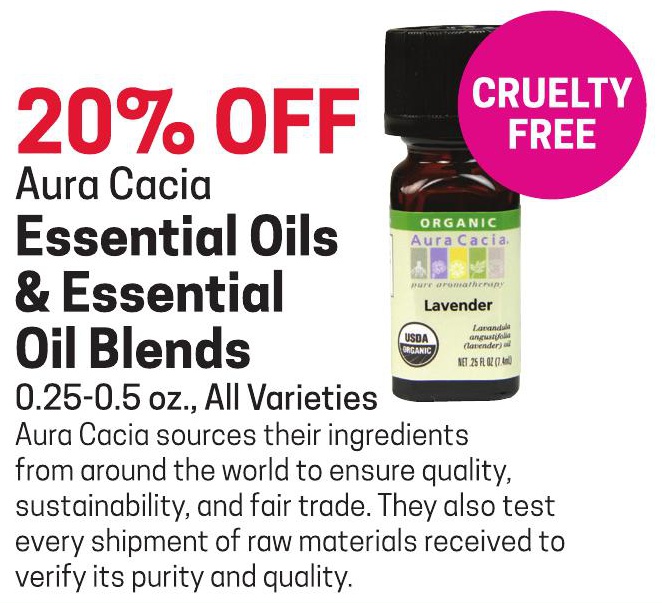 20% OFF
Aura Cacia
Essential Oils
& Essential
Oil Blends
0.25-0.5 oz., All Varieties
Aura Cacia sources their ingredients
from around the world to ensure quality,
sustainability, and fair trade. They also test
every shipment of raw materials received to
verify its purity and quality.
CRUELTY
FREE
ORGANIC
Aura Cacia.
pure aromatherapy
Lavender
Lavandula
angustifolia
(lavender) oil
USDA
ORGANIC
NET .25 FL OZ (7.4ml)